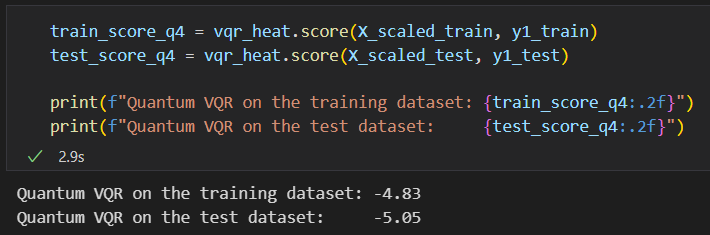 train_score_q4 = vqr_heat.score(X_scaled_train, y1_train)
test_score_q4 = vqr_heat.score(X_scaled_test, y1_test)
print(f"Quantum VQR on the training dataset: {train_score_q4:.2f}")
print(f"Quantum VQR on the test dataset:     {test_score_q4:.2f}")
✓ 2.9s
Quantum VQR on the training dataset: -4.83
Quantum VQR on the test dataset:     -5.05